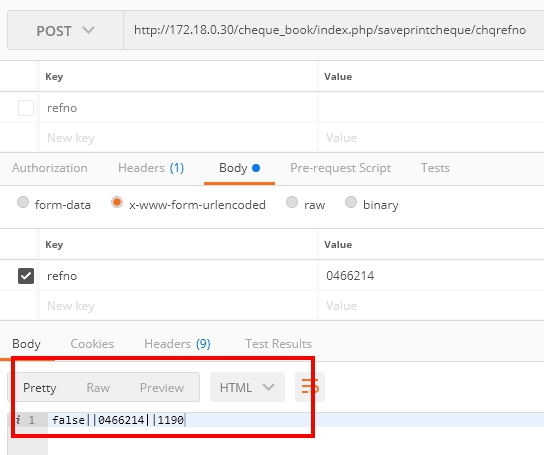 POST http://172.18.0.30/cheque_book/index.php/saveprintcheque/chqrefno
Key Value
refno
New key Value
Authorization Headers (1) Body Pre-request Script Tests
form-data x-www-form-urlencoded raw binary
Key Value
refno 0466214
New key Value
Body Cookies Headers (9) Test Results
Pretty Raw Preview HTML
i 1 false||0466214||1190